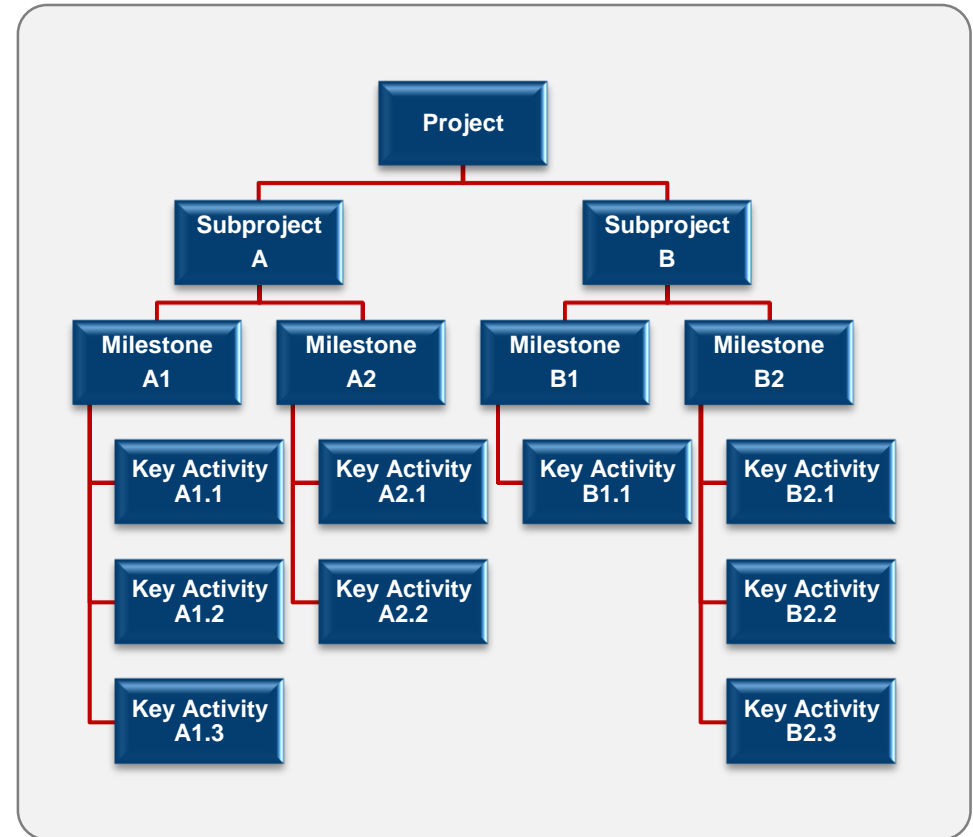 Project
Subproject
A
Subproject
B
Milestone
A1
Milestone
A2
Milestone
B1
Milestone
B2
Key Activity
A1.1
Key Activity
A2.1
Key Activity
B1.1
Key Activity
B2.1
Key Activity
A1.2
Key Activity
A2.2
Key Activity
B2.2
Key Activity
A1.3
Key Activity
B2.3